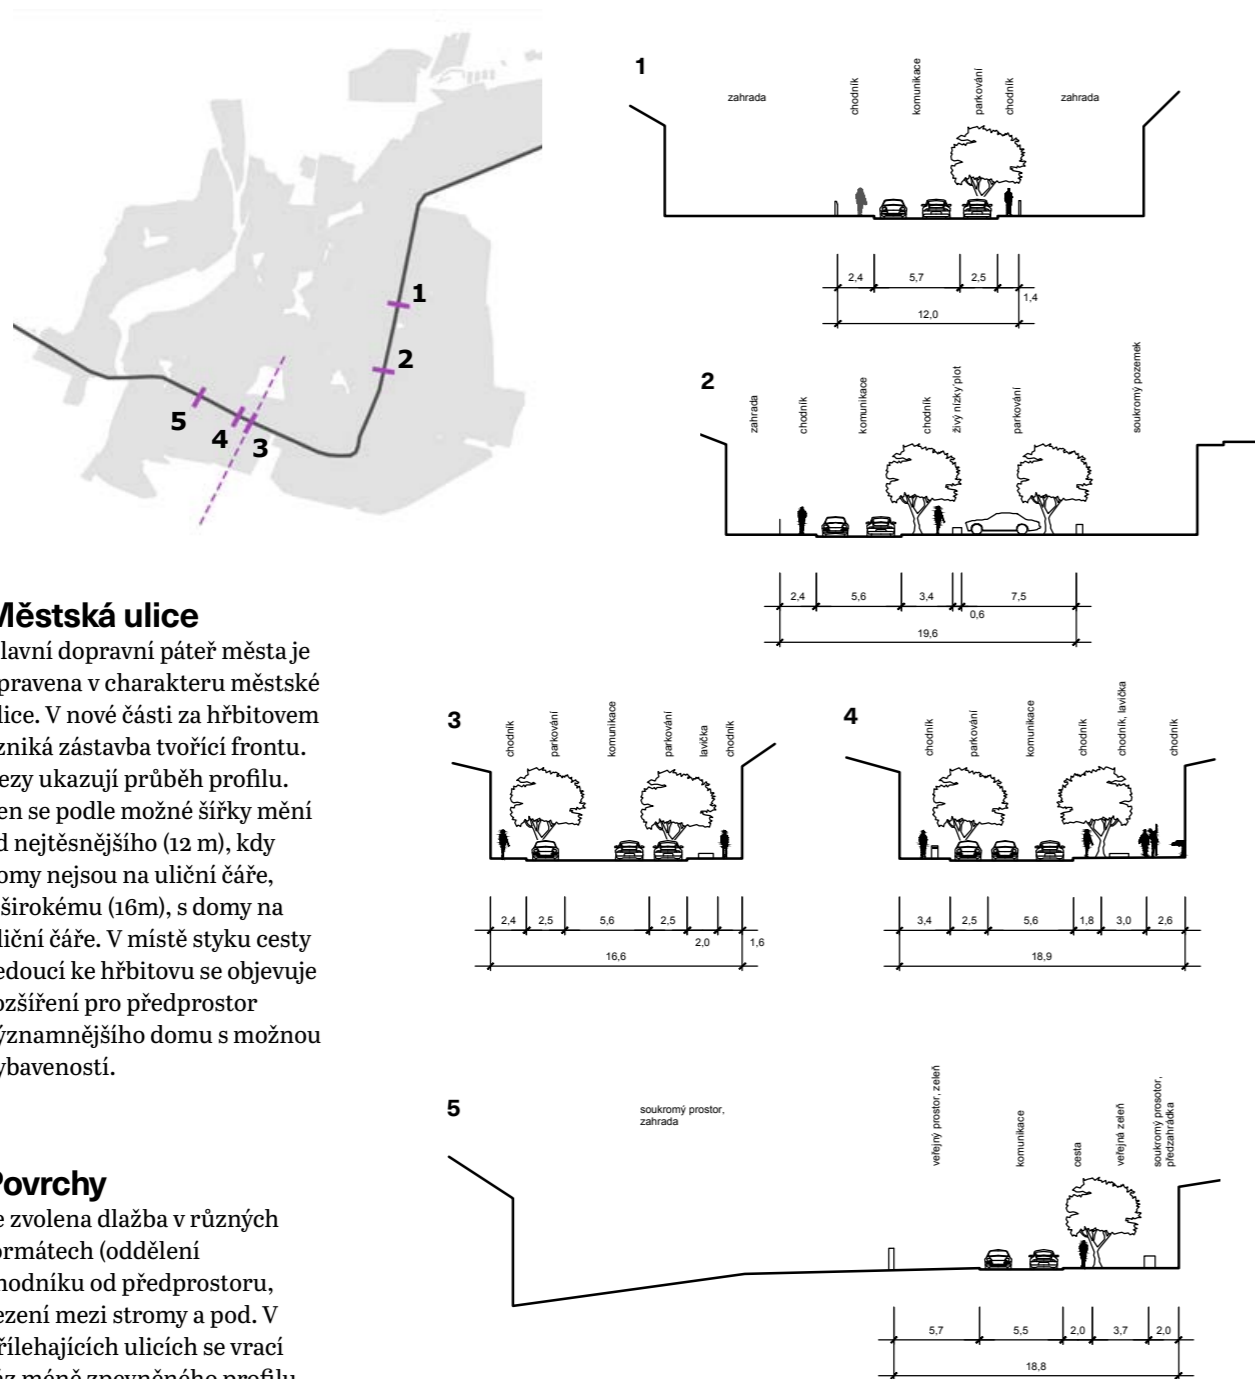 1
2
3
4
5
Městská ulice
lavní dopravní páteř města je
pravena v charakteru městské
lice. V nové části za hřbitovem
zniká zástavba tvořící frontu.
ezy ukazují průběh profilu.
en se podle možné šířky mění
d nejtěsnějšího (12 m), kdy
omy nejsou na uliční čáře,
širokému (16m), s domy na
liční čáře. V místě styku cesty
edoucí ke hřbitovu se objevuje
ozšíření pro předprostor
ýznamnějšího domu s možnou
ybaveností.
Povrchy
e zvolena dlažba v různých
ormátech (oddělení
hodníku od předprostoru,
ezení mezi stromy a pod. V
řílehajících ulicích se vrací
áz méně zpevněného profilu
1
zahrada
chodník
komunikace
parkování
chodník
zahrada
2,4
5,7
2,5
1,4
12,0
2
zahrada
chodník
komunikace
chodník
živý nízký plot
parkování
soukromý pozemek
2,4
5,6
3,4
0,6
7,5
19,6
3
chodník
parkování
komunikace
parkování
lavička
chodník
2,4
2,5
5,6
2,5
2,0
1,6
16,6
4
chodník
parkování
komunikace
chodník
chodník, lavička
chodník
3,4
2,5
5,6
1,8
3,0
2,6
18,9
5
soukromý prostor,
zahrada
veřejný prostor, zeleň
komunikace
cesta
veřejná zeleň
soukromý prosotor,
předzahrádka
5,7
5,5
2,0
3,7
2,0
18,8